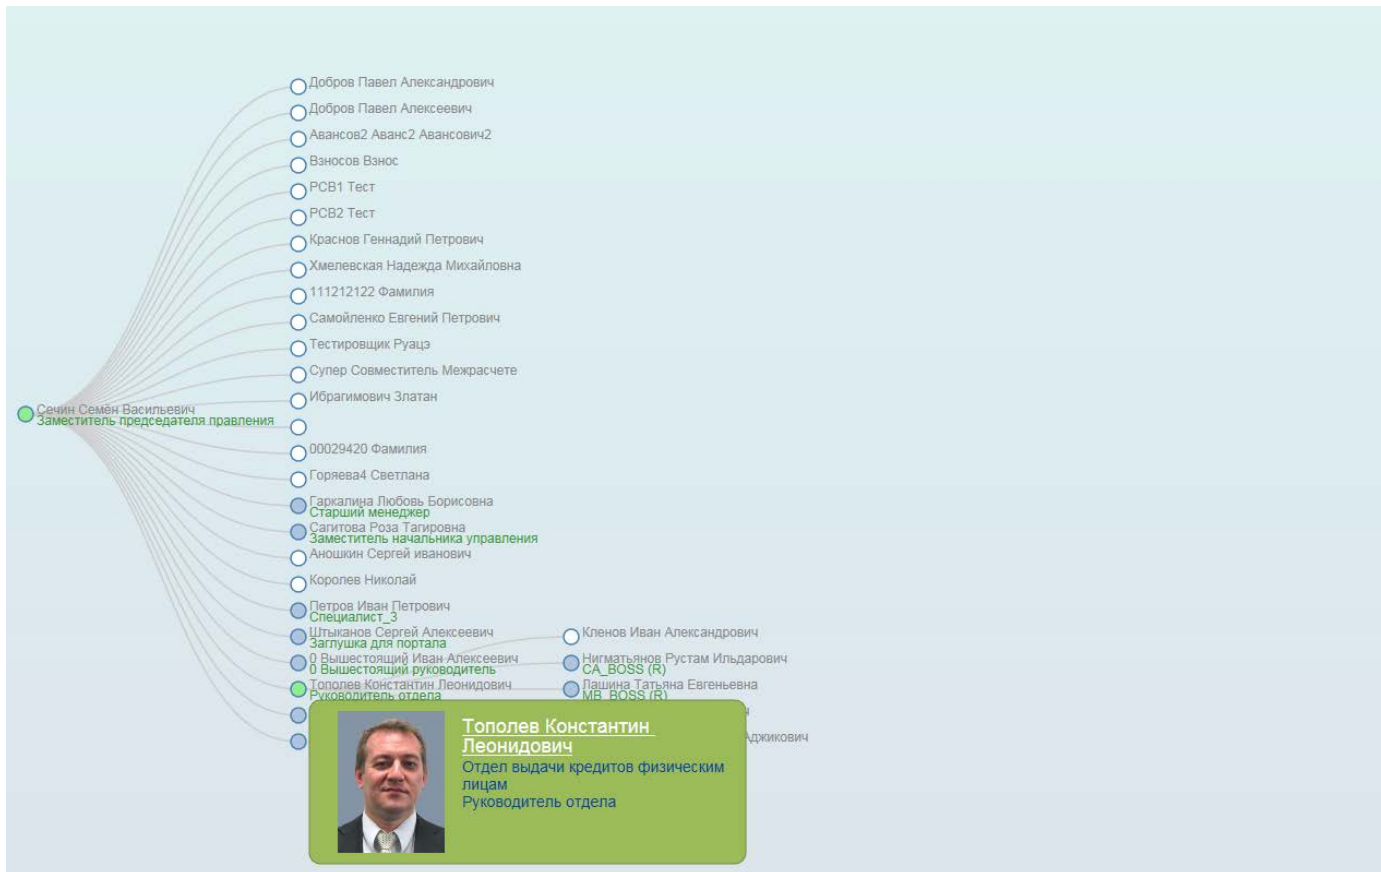 Добров Павел Александрович
Добров Павел Алексеевич
Авансов2 Аванс2 Авансович2
Взносов Взнос
РСВ1 Тест
РСВ2 Тест
Краснов Геннадий Петрович
Хмелевская Надежда Михайловна
111212122 Фамилия
Самойленко Евгений Петрович
Тестировщик Руацэ
Супер Совместитель Межрасчете
Ибрагимович Златан
Сечин Семён Васильевич
Заместитель председателя правления
00029420 Фамилия
Горяева4 Светлана
Гаркалина Любовь Борисовна
Старший менеджер
Сагитова Роза Тагировна
Заместитель начальника управления
Аношкин Сергей иванович
Королев Николай
Петров Иван Петрович
Специалист_3
Штыканов Сергей Алексеевич
Заглушка для портала
0 Вышестоящий Иван Алексеевич
0 Вышестоящий руководитель
Тополев Константин Леонидович
Руководитель отдела
Кленов Иван Александрович
Нигматьянов Рустам Ильдарович
CA_BOSS (R)
Лашина Татьяна Евгеньевна
MB_BOSS (R)
Аджикович
Тополев Константин
Леонидович
Отдел выдачи кредитов физическим
лицам
Руководитель отдела